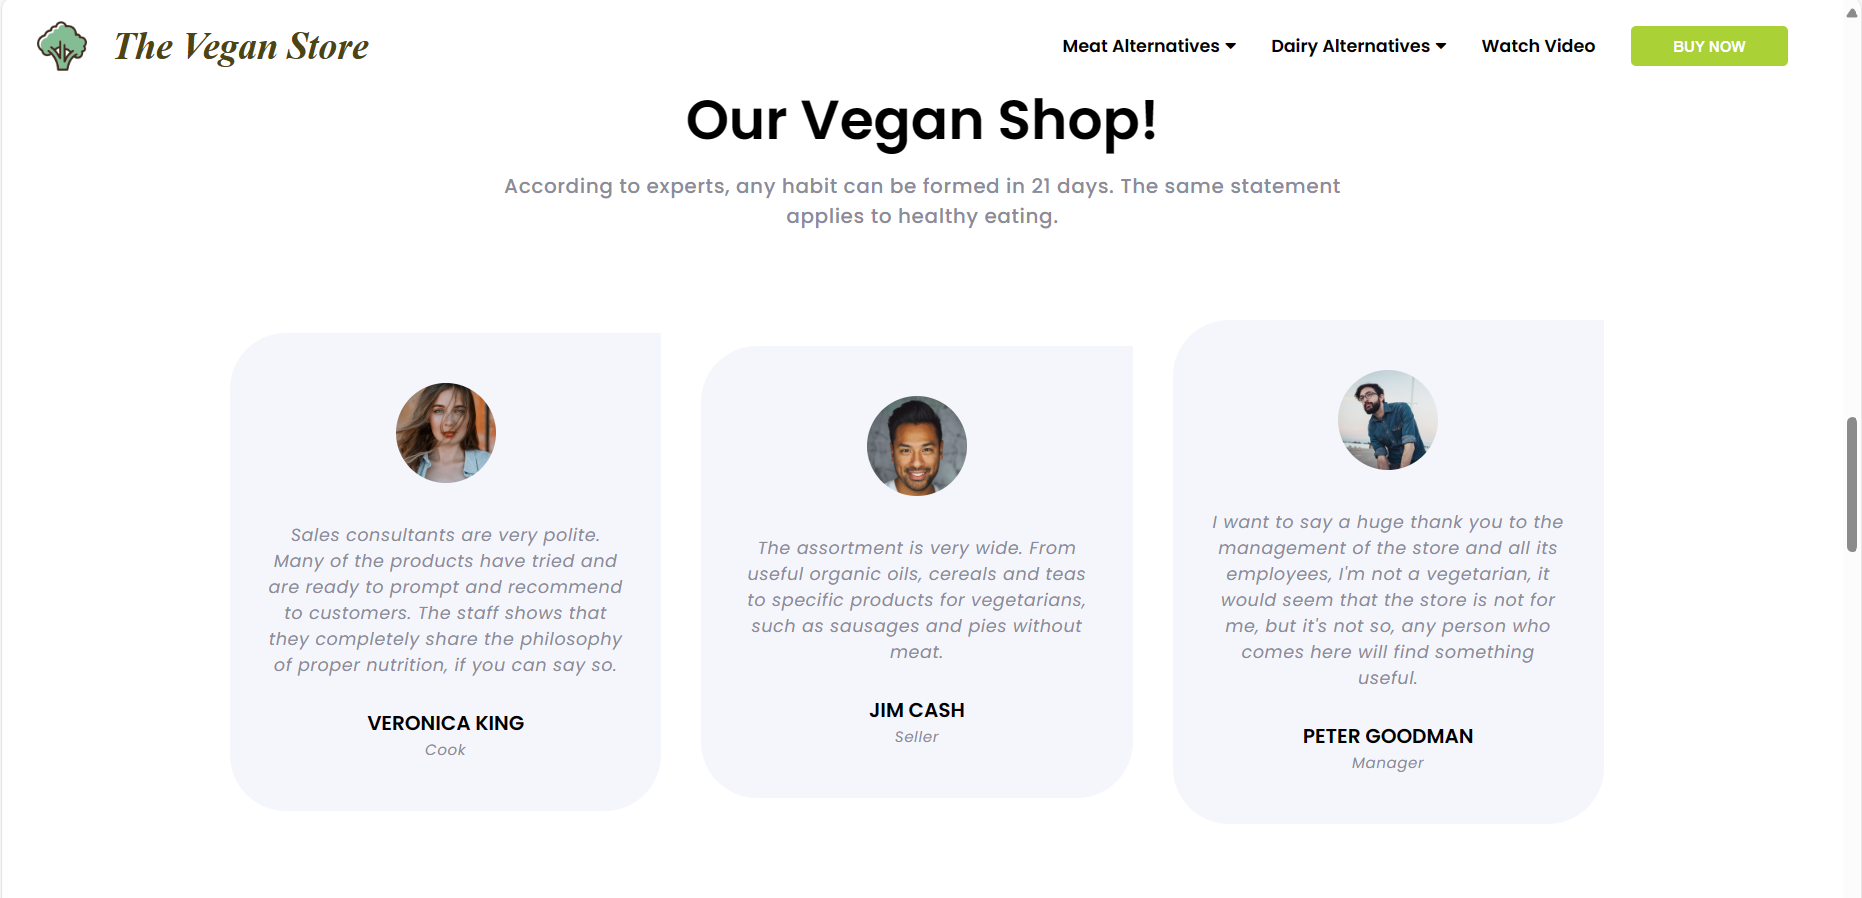 The Vegan Store
Meat Alternatives
Dairy Alternatives
Watch Video
BUY NOW
Our Vegan Shop!
According to experts, any habit can be formed in 21 days. The same statement
applies to healthy eating.
Sales consultants are very polite.
Many of the products have tried and
are ready to prompt and recommend
to customers. The staff shows that
they completely share the philosophy
of proper nutrition, if you can say so.
VERONICA KING
Cook
The assortment is very wide. From
useful organic oils, cereals and teas
to specific products for vegetarians,
such as sausages and pies without
meat.
JIM CASH
Seller
I want to say a huge thank you to the
management of the store and all its
employees, I'm not a vegetarian, it
would seem that the store is not for
me, but it's not so, any person who
comes here will find something
useful.
PETER GOODMAN
Manager